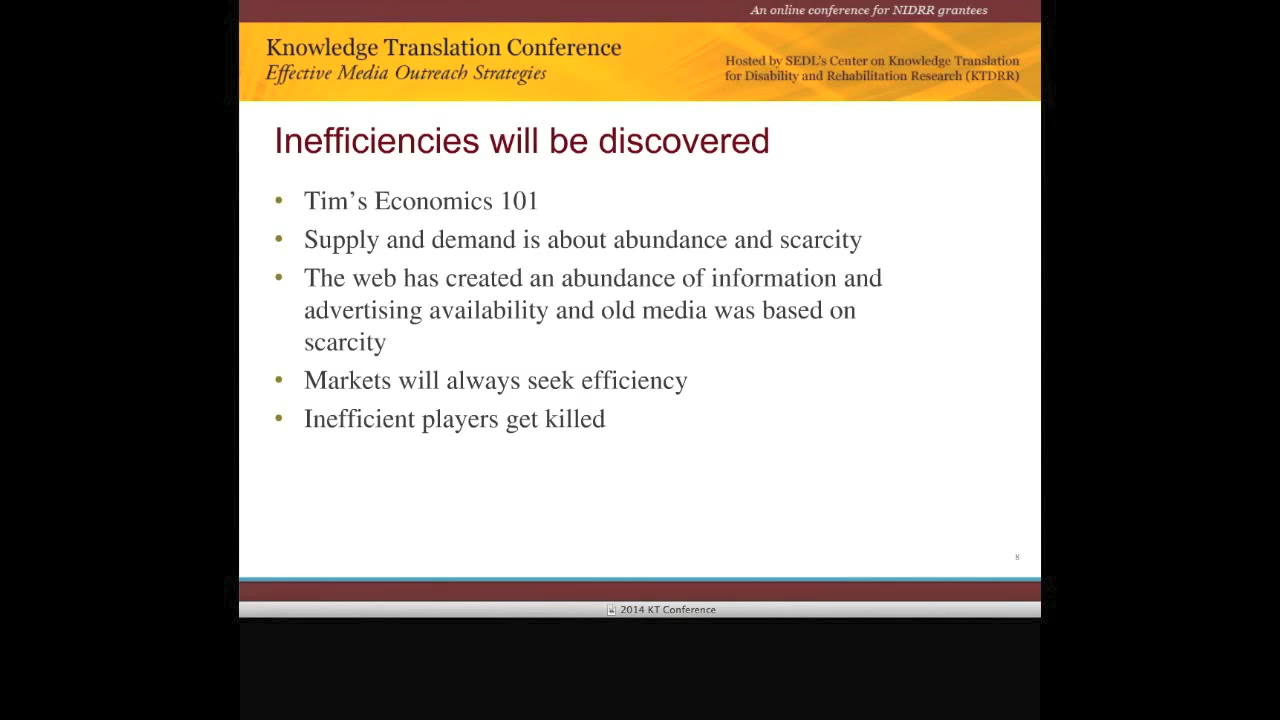 An online conference for NIDRR grantees
Knowledge Translation Conference
Effective Media Outreach Strategies
Hosted by SEDL's Center on Knowledge Translation
for Disability and Rehabilitation Research (KTDRR)
Inefficiencies will be discovered
• Tim’s Economics 101
• Supply and demand is about abundance and scarcity
• The web has created an abundance of information and
advertising availability and old media was based on
scarcity
• Markets will always seek efficiency
• Inefficient players get killed
8
2014 KT Conference